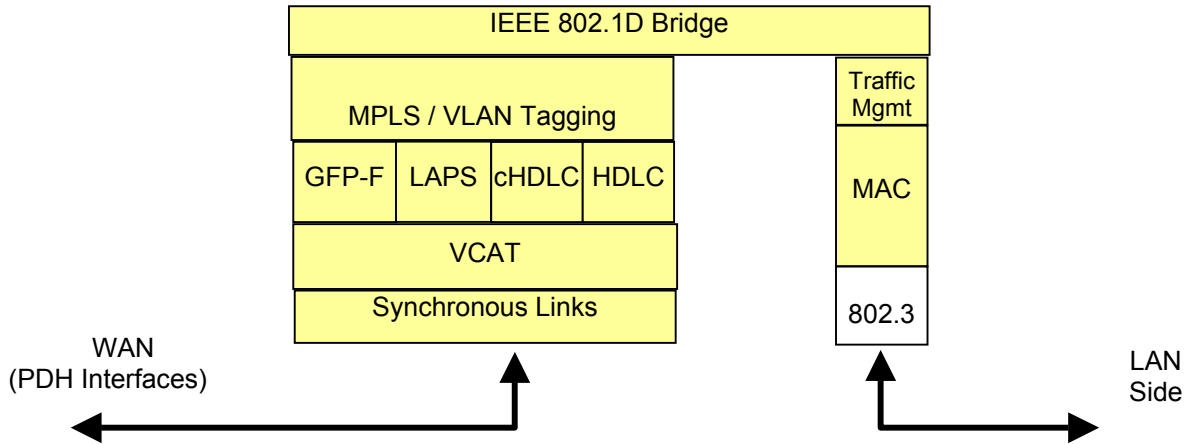 IEEE 802.1D Bridge
MPLS / VLAN Tagging
Traffic
Mgmt
GFP-F
LAPS
cHDLC
HDLC
MAC
VCAT
Synchronous Links
802.3
WAN
(PDH Interfaces)
LAN
Side